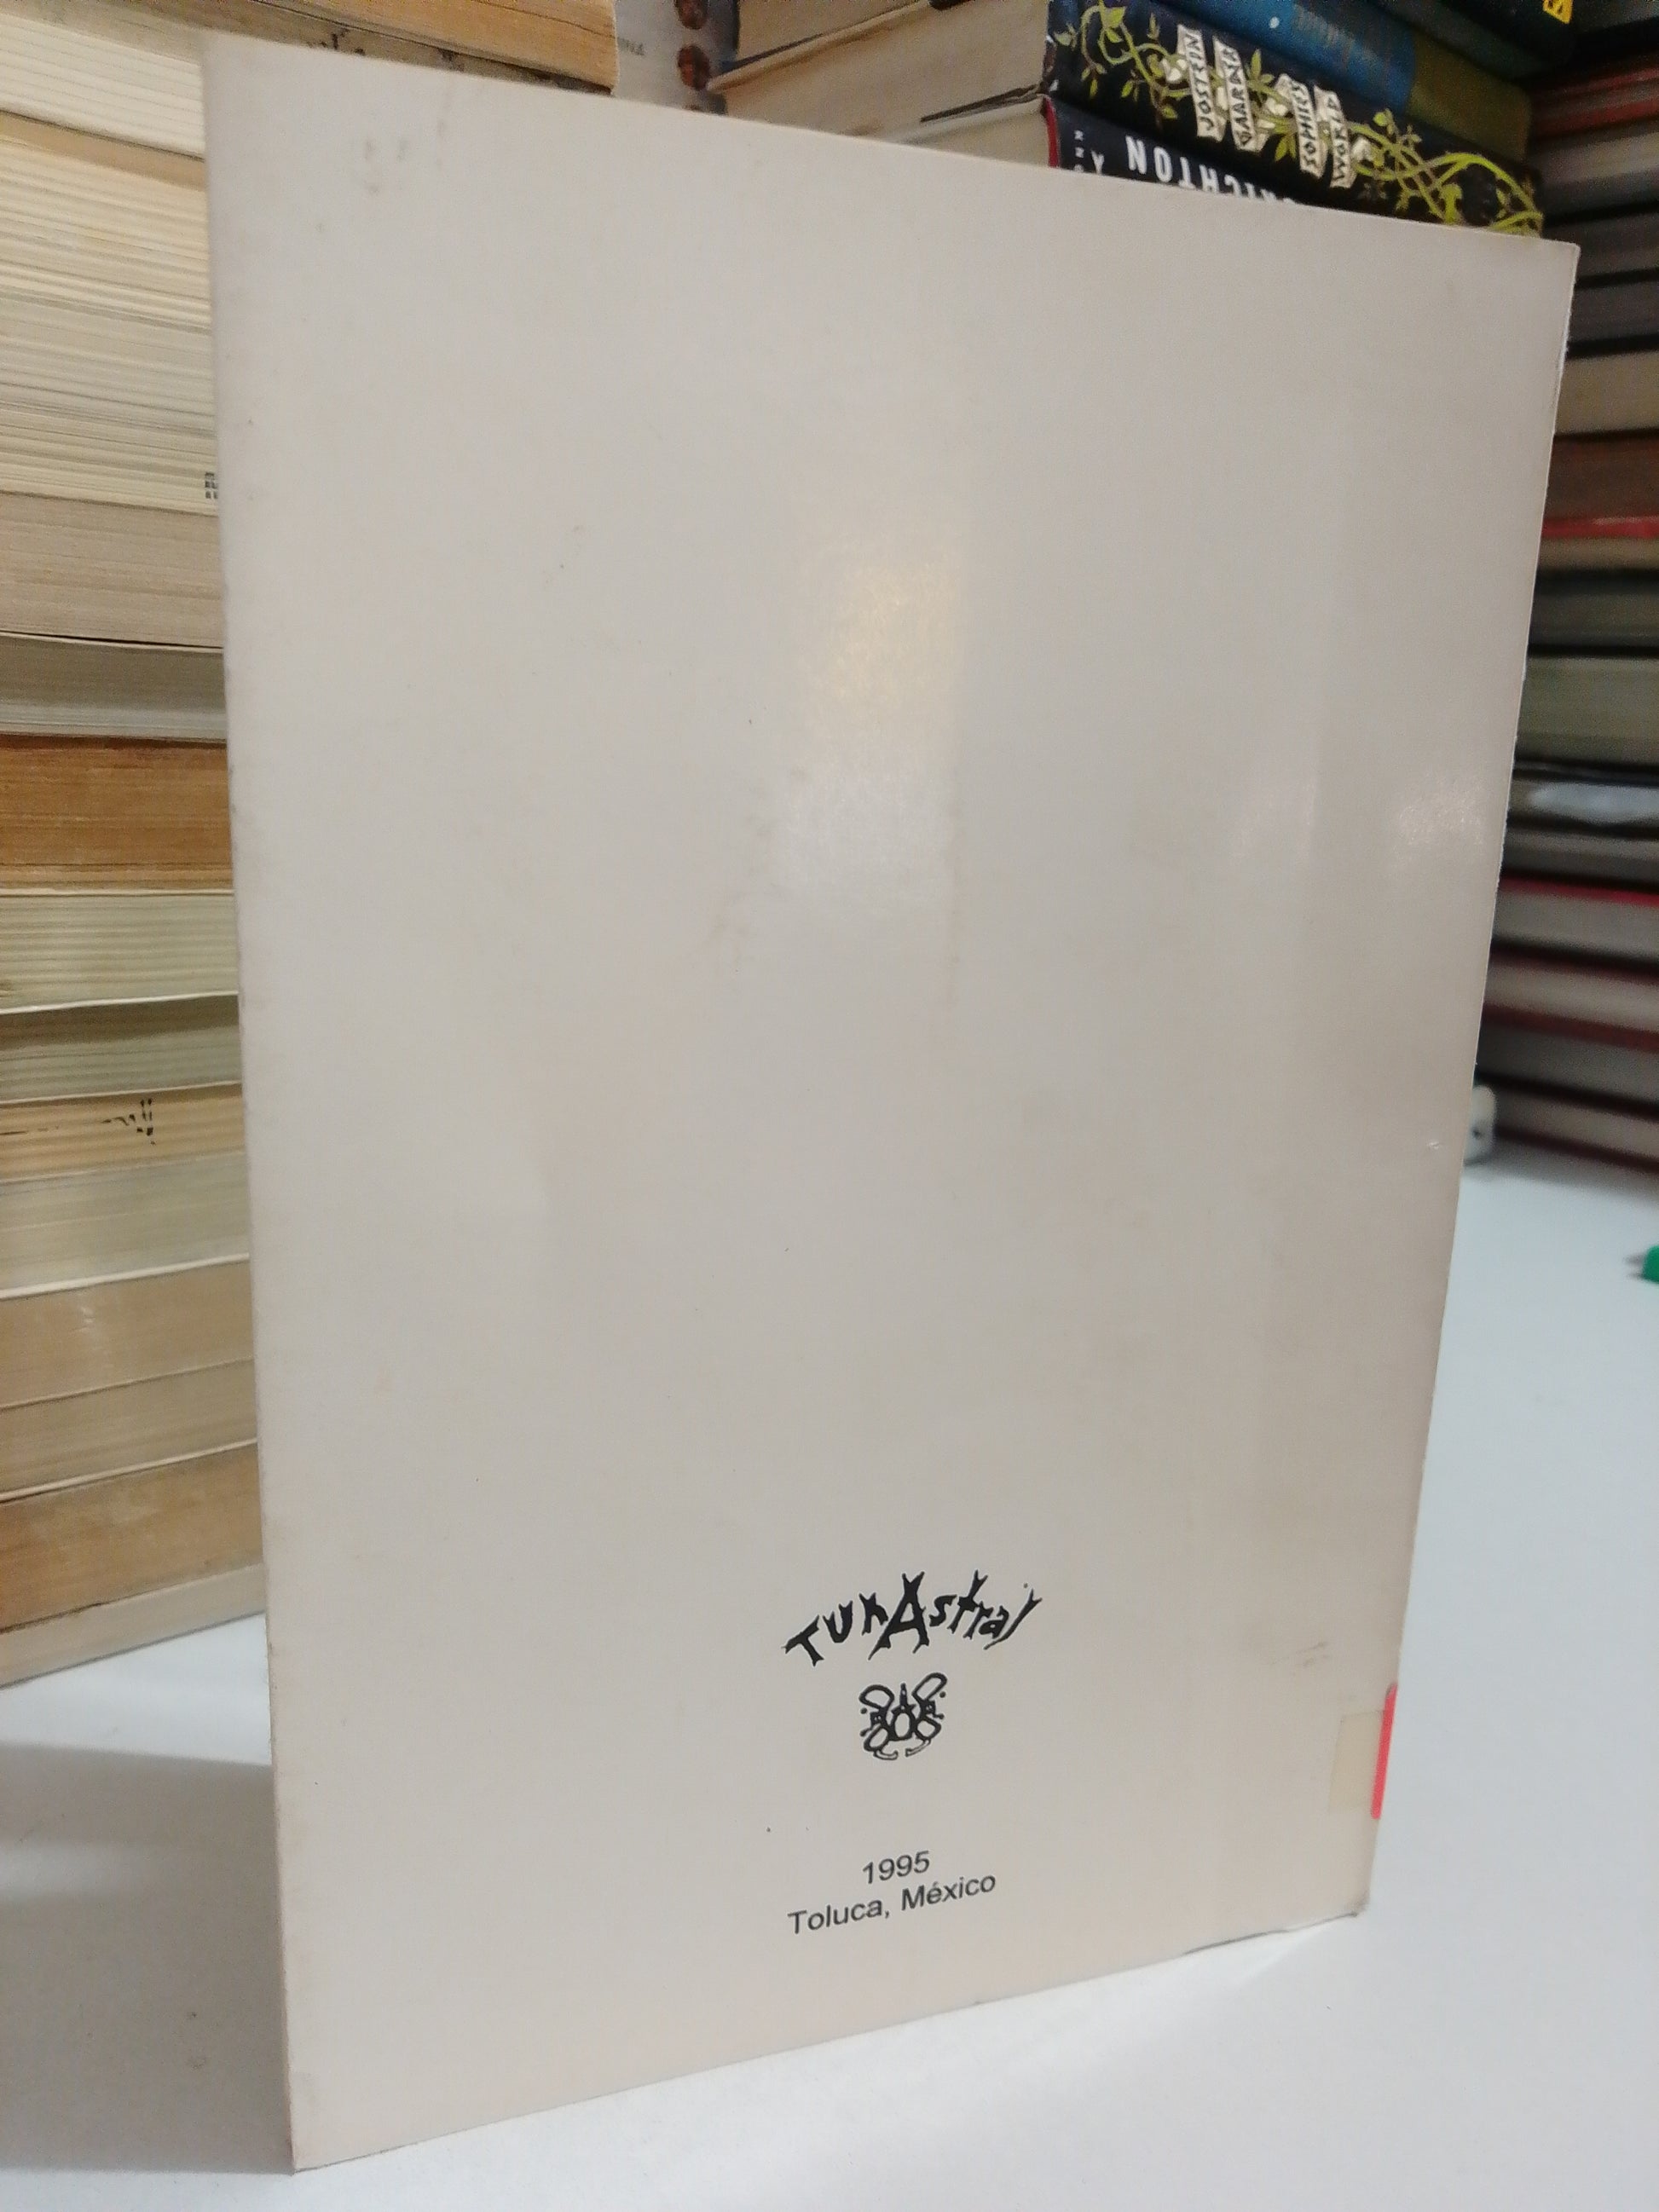 JOSTEIN
GAARDER
SOPHIE'S
WORLD
TunAstral
1995
Toluca, México